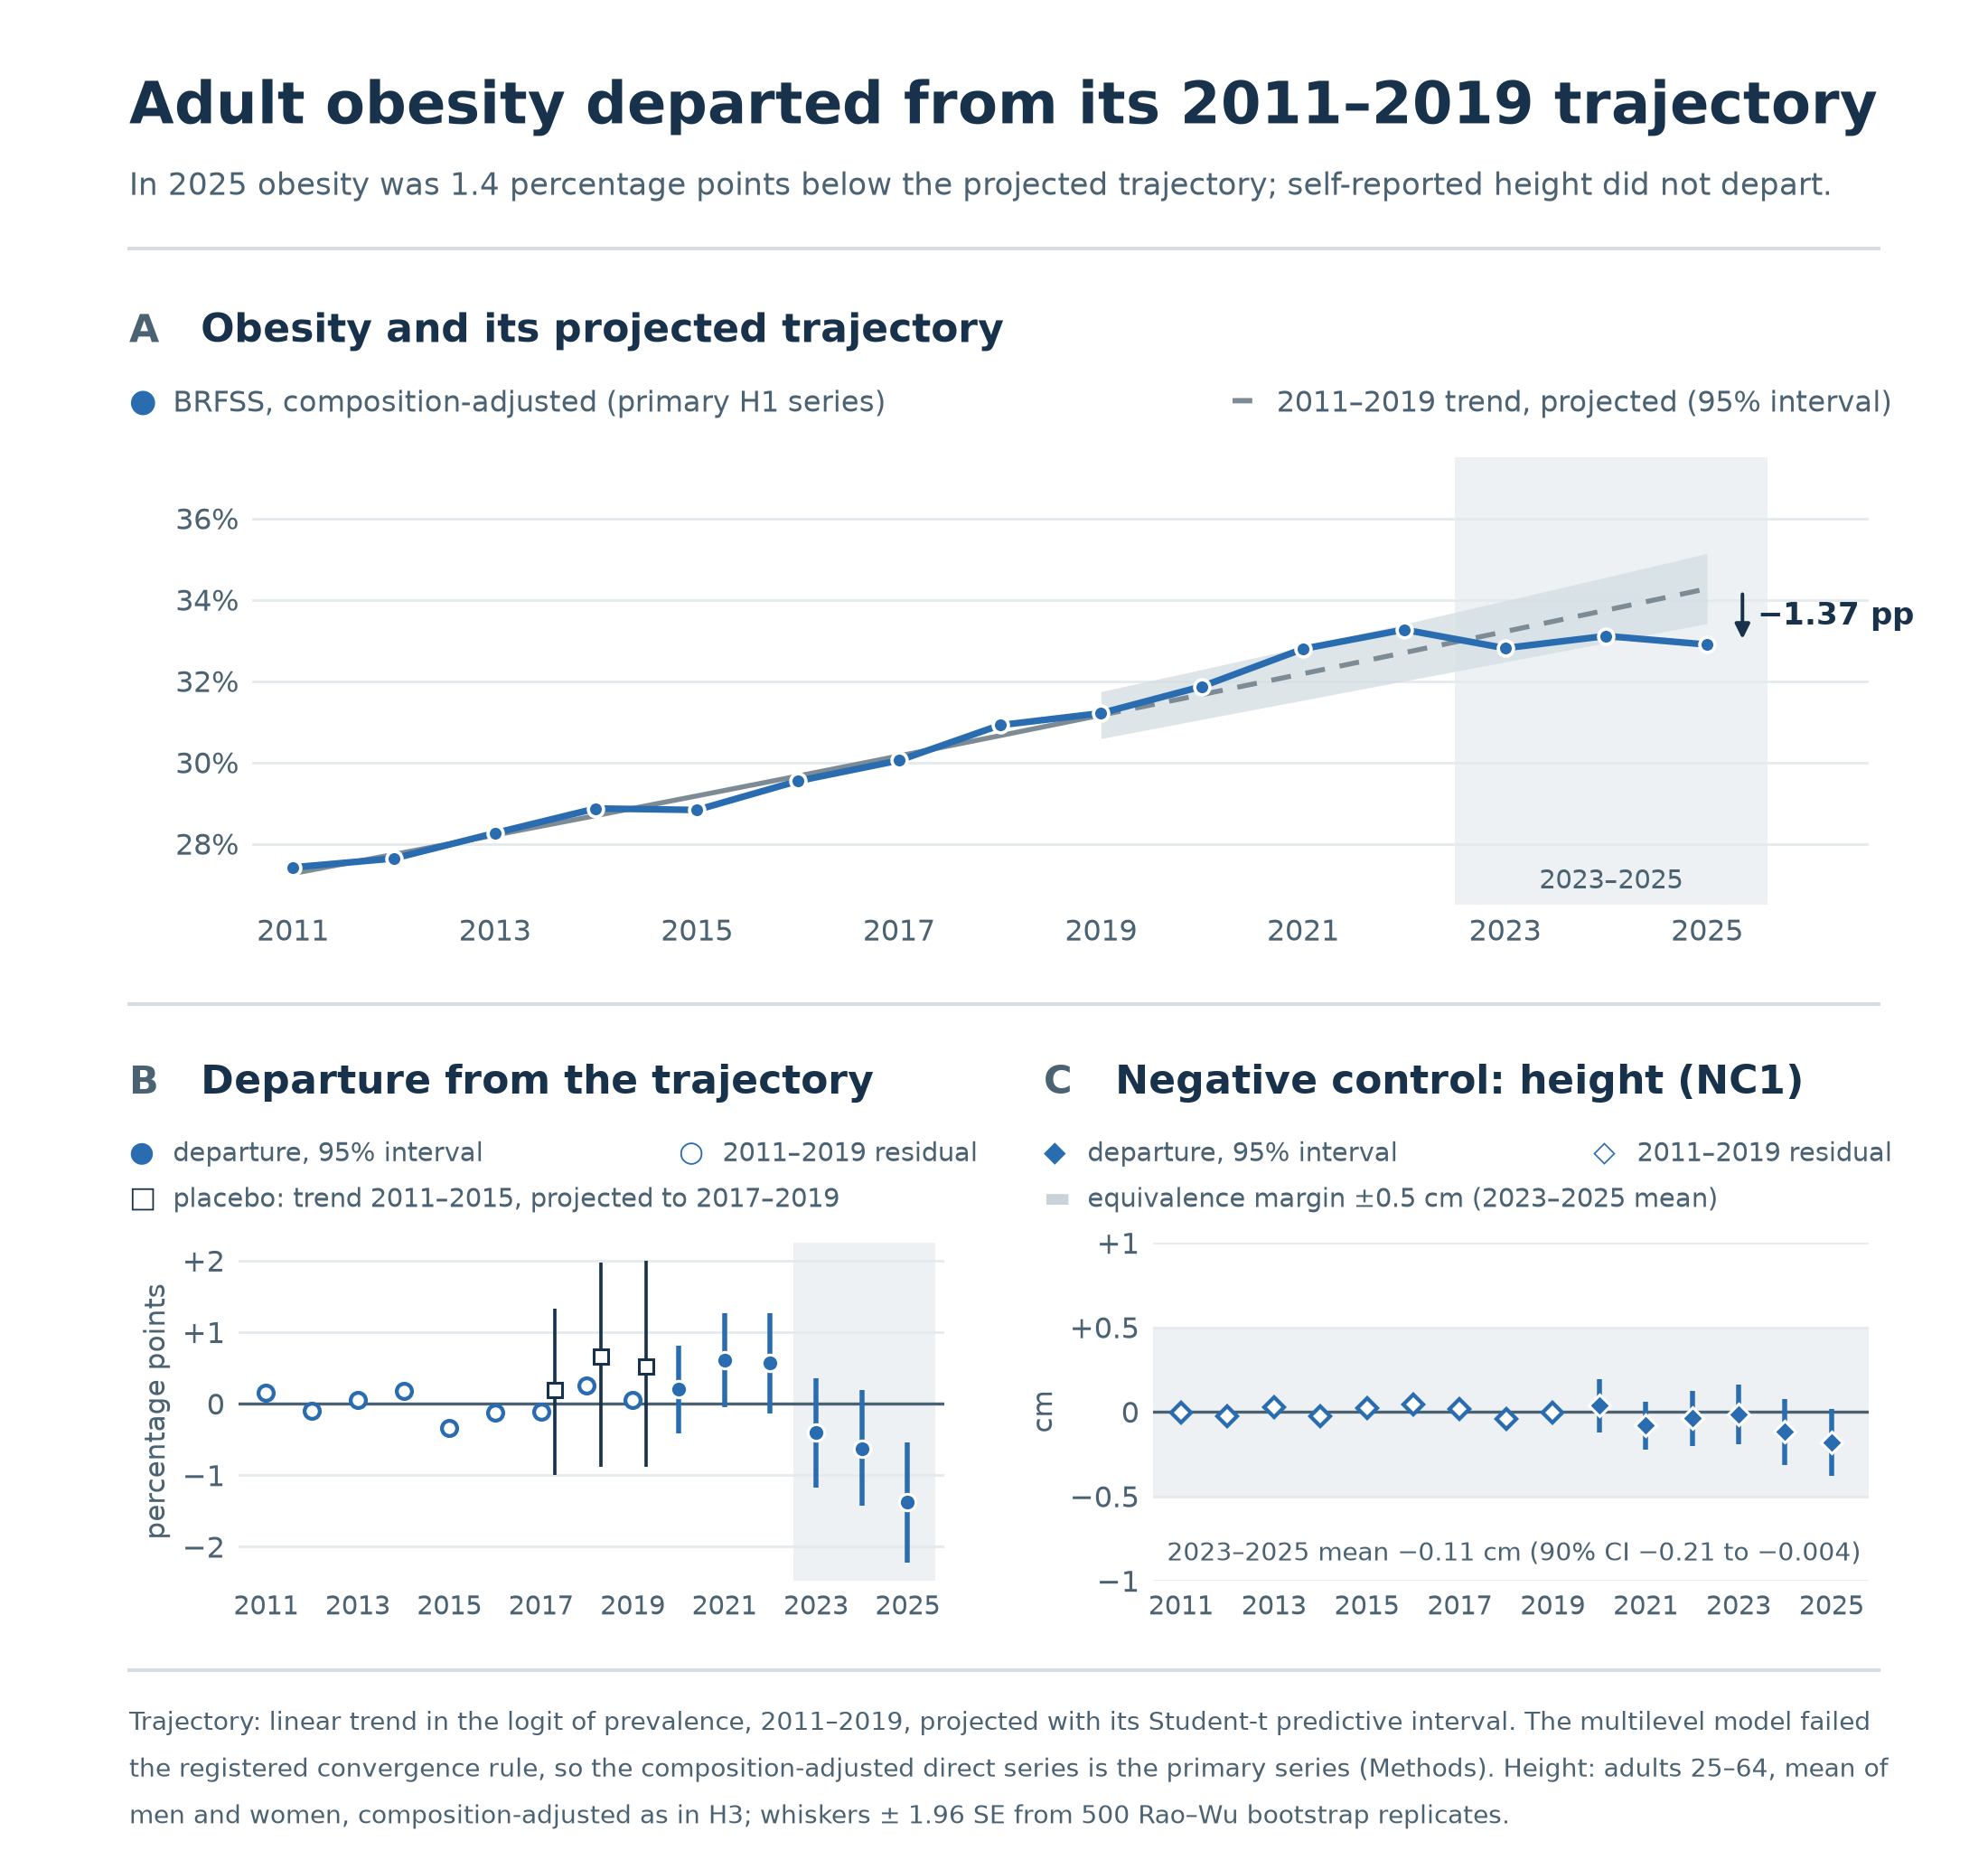 Adult obesity departed from its 2011–2019 trajectory
In 2025 obesity was 1.4 percentage points below the projected trajectory; self-reported height did not depart.
A Obesity and its projected trajectory
BRFSS, composition-adjusted (primary H1 series)
2011–2019 trend, projected (95% interval)
36%
34%
32%
30%
28%
−1.37 pp
2023–2025
2011 2013 2015 2017 2019 2021 2023 2025
B Departure from the trajectory
departure, 95% interval
2011–2019 residual
placebo: trend 2011–2015, projected to 2017–2019
percentage points
+2
+1
0
−1
−2
2011 2013 2015 2017 2019 2021 2023 2025
C Negative control: height (NC1)
departure, 95% interval
2011–2019 residual
equivalence margin ±0.5 cm (2023–2025 mean)
cm
+1
+0.5
0
−0.5
−1
2023–2025 mean −0.11 cm (90% CI −0.21 to −0.004)
2011 2013 2015 2017 2019 2021 2023 2025
Trajectory: linear trend in the logit of prevalence, 2011–2019, projected with its Student-t predictive interval. The multilevel model failed
the registered convergence rule, so the composition-adjusted direct series is the primary series (Methods). Height: adults 25–64, mean of
men and women, composition-adjusted as in H3; whiskers ± 1.96 SE from 500 Rao–Wu bootstrap replicates.